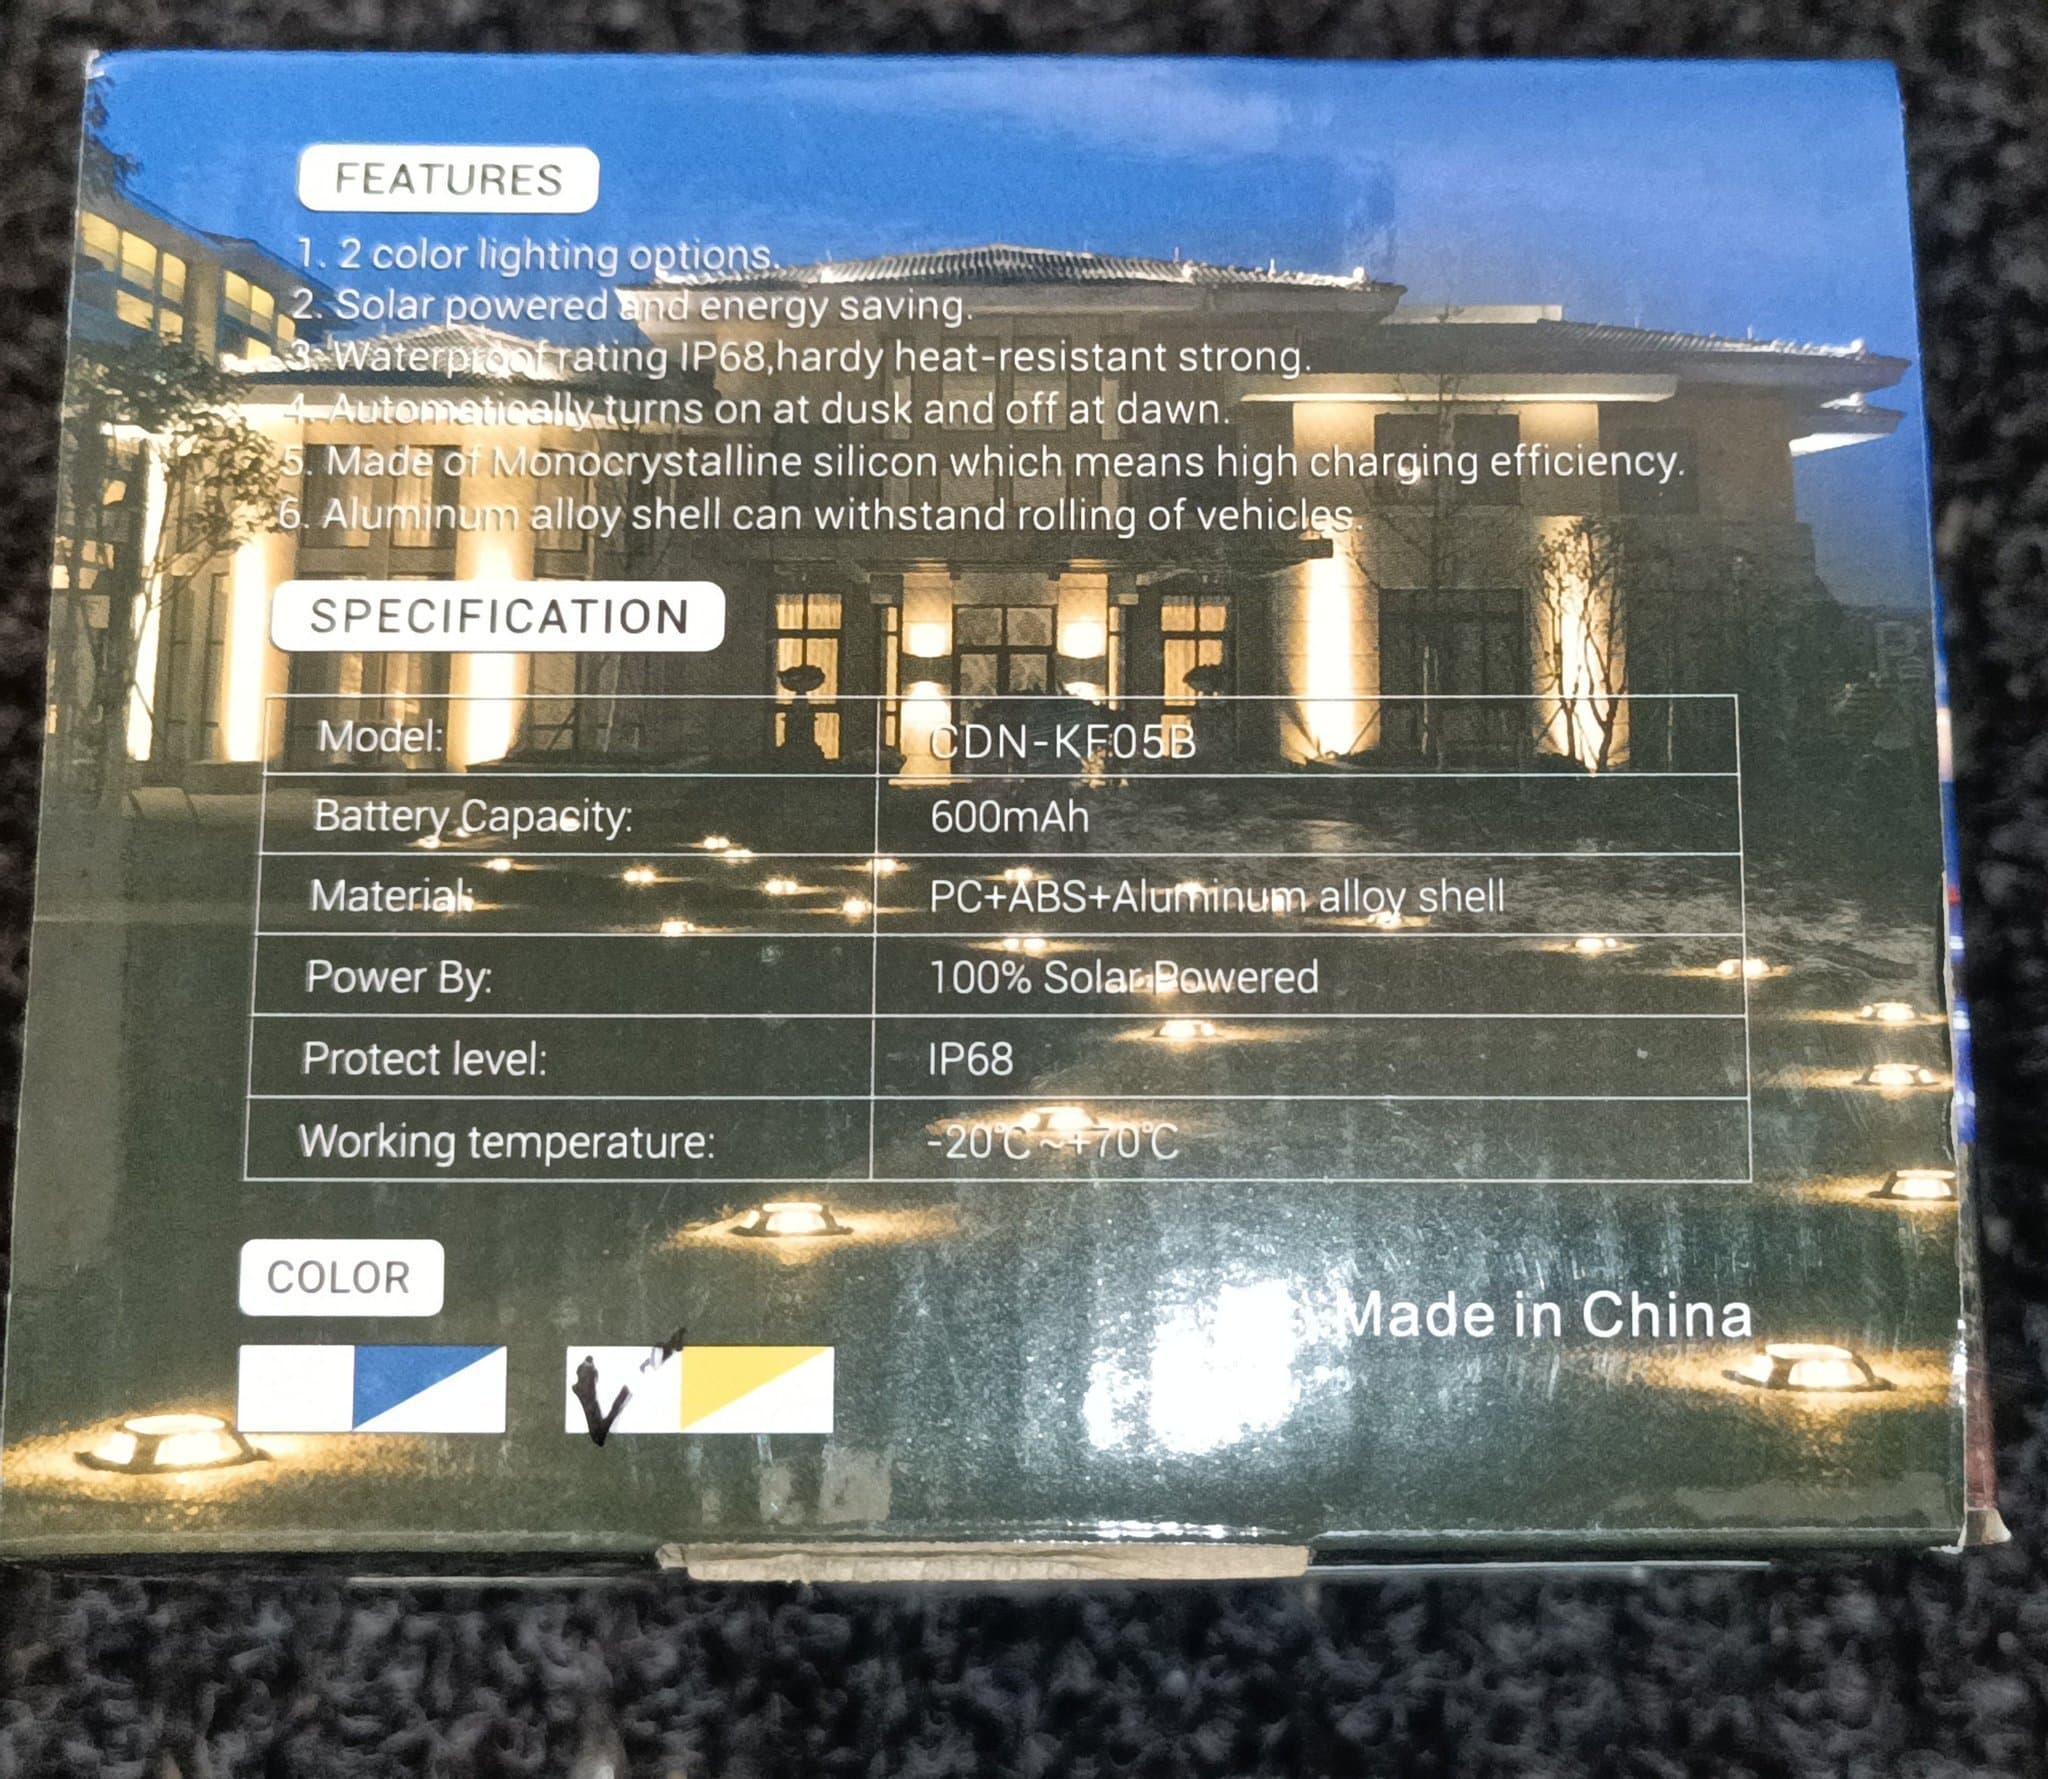 FEATURES
1. 2 color lighting options.
2. Solar powered and energy saving.
3. Waterproof rating IP68,hardy heat-resistant strong.
4. Automatically turns on at dusk and off at dawn.
5. Made of Monocrystalline silicon which means high charging efficiency.
6. Aluminum alloy shell can withstand rolling of vehicles.
SPECIFICATION
Model: CDN-KF05B
Battery Capacity: 600mAh
Material: PC+ABS+Aluminum alloy shell
Power By: 100% Solar Powered
Protect level: IP68
Working temperature: -20℃~+70℃
COLOR
Made in China